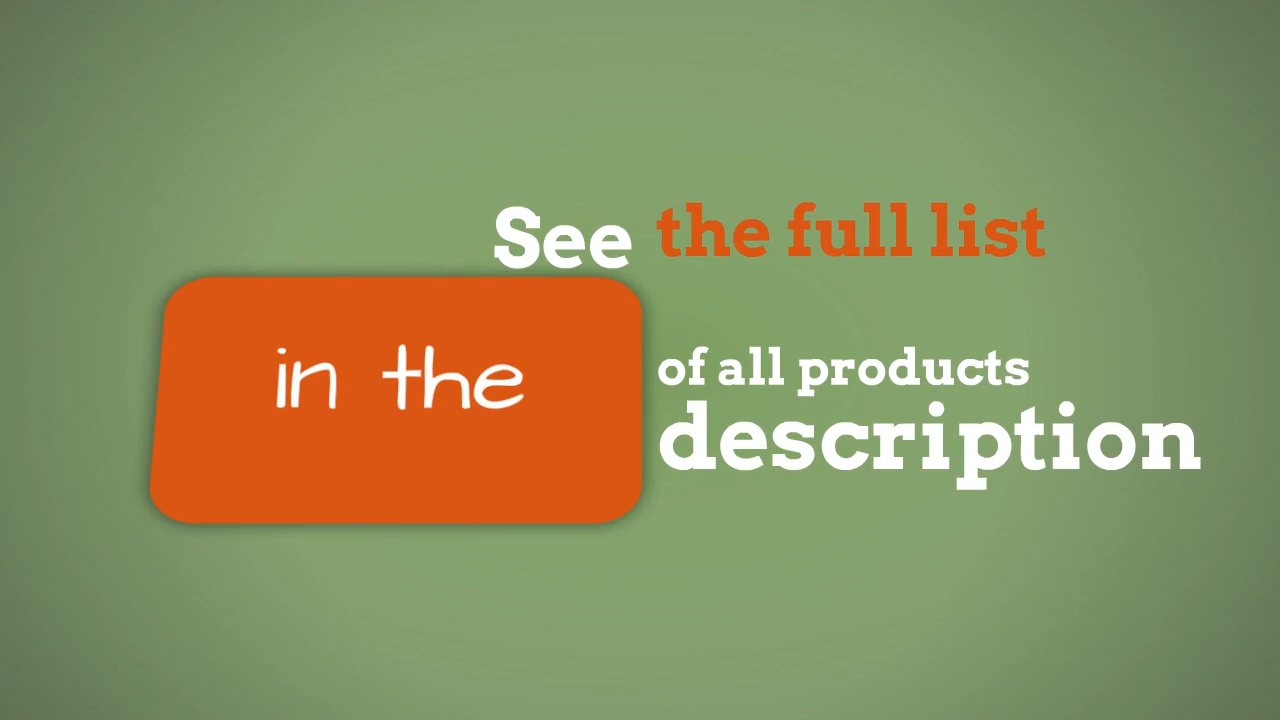 See the full list
of all products
in the description